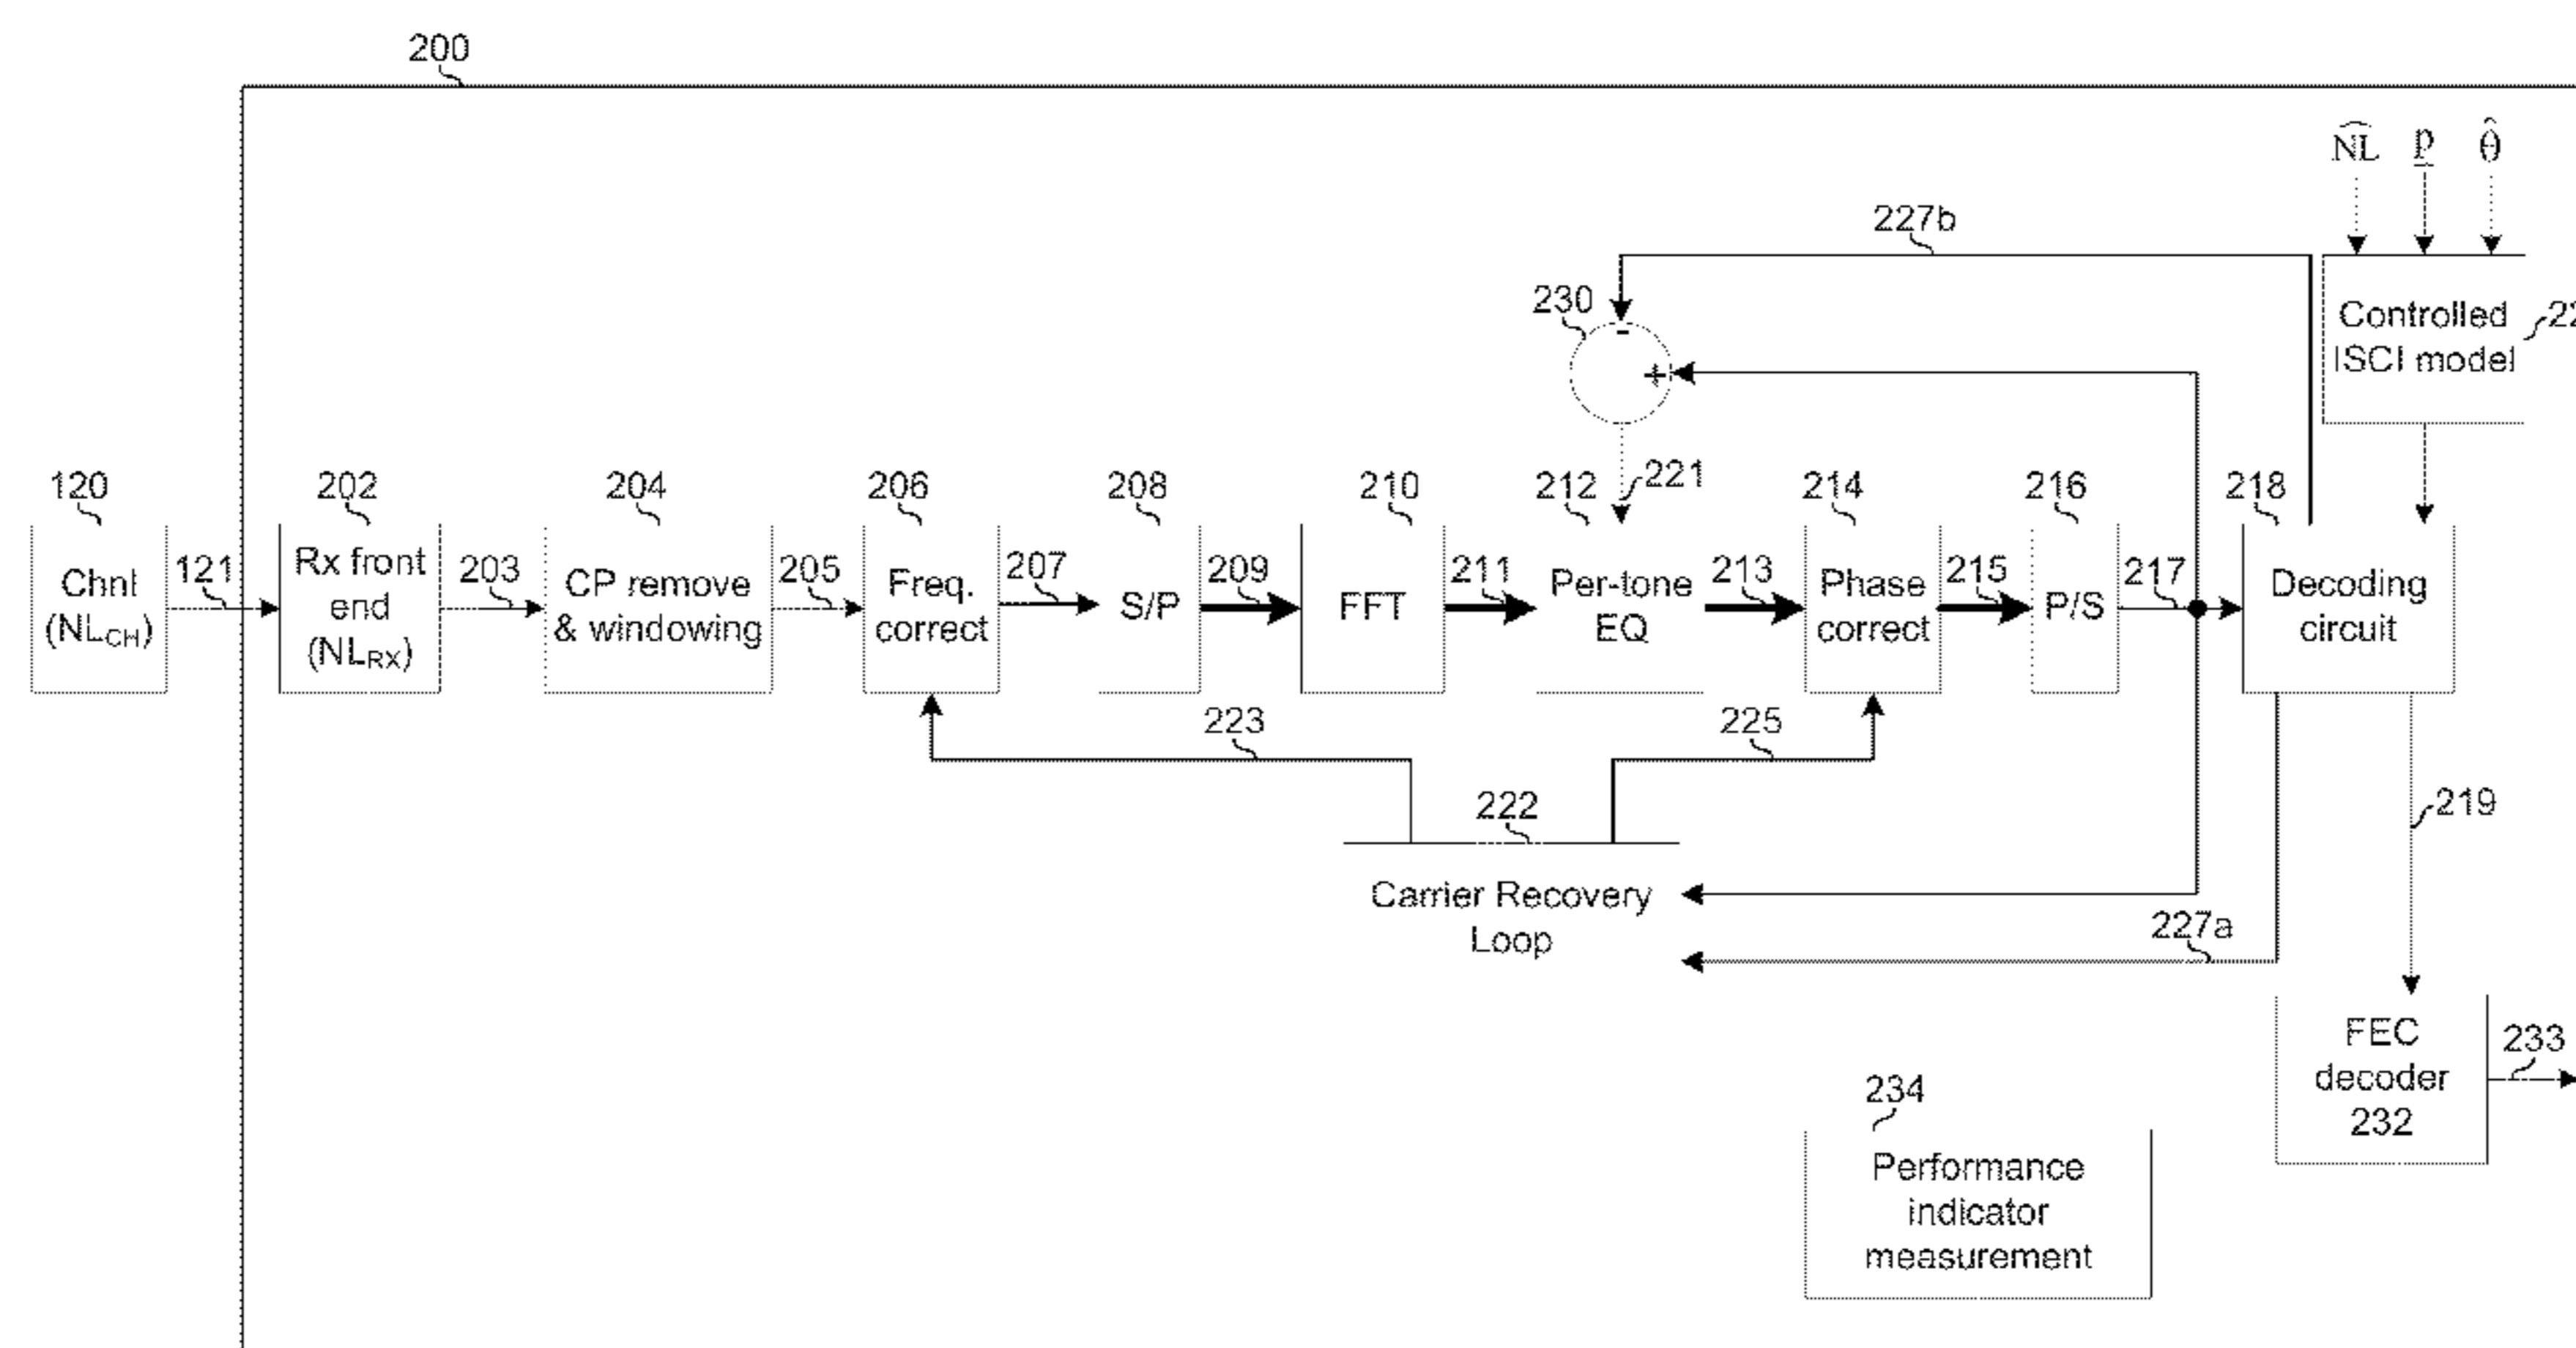 200
NL p θ̂
227b
230
-
+
Controlled
ISCI model
120
202
204
206
208
210
212
221
214
216
218
Chnl
(NLCH)
121
Rx front
end
(NLRX)
203
CP remove
& windowing
205
Freq.
correct
207
S/P
209
FFT
211
Per-tone
EQ
213
Phase
correct
215
P/S
217
Decoding
circuit
223
225
222
219
Carrier Recovery
Loop
227a
FEC
decoder
232
233
234
Performance
indicator
measurement